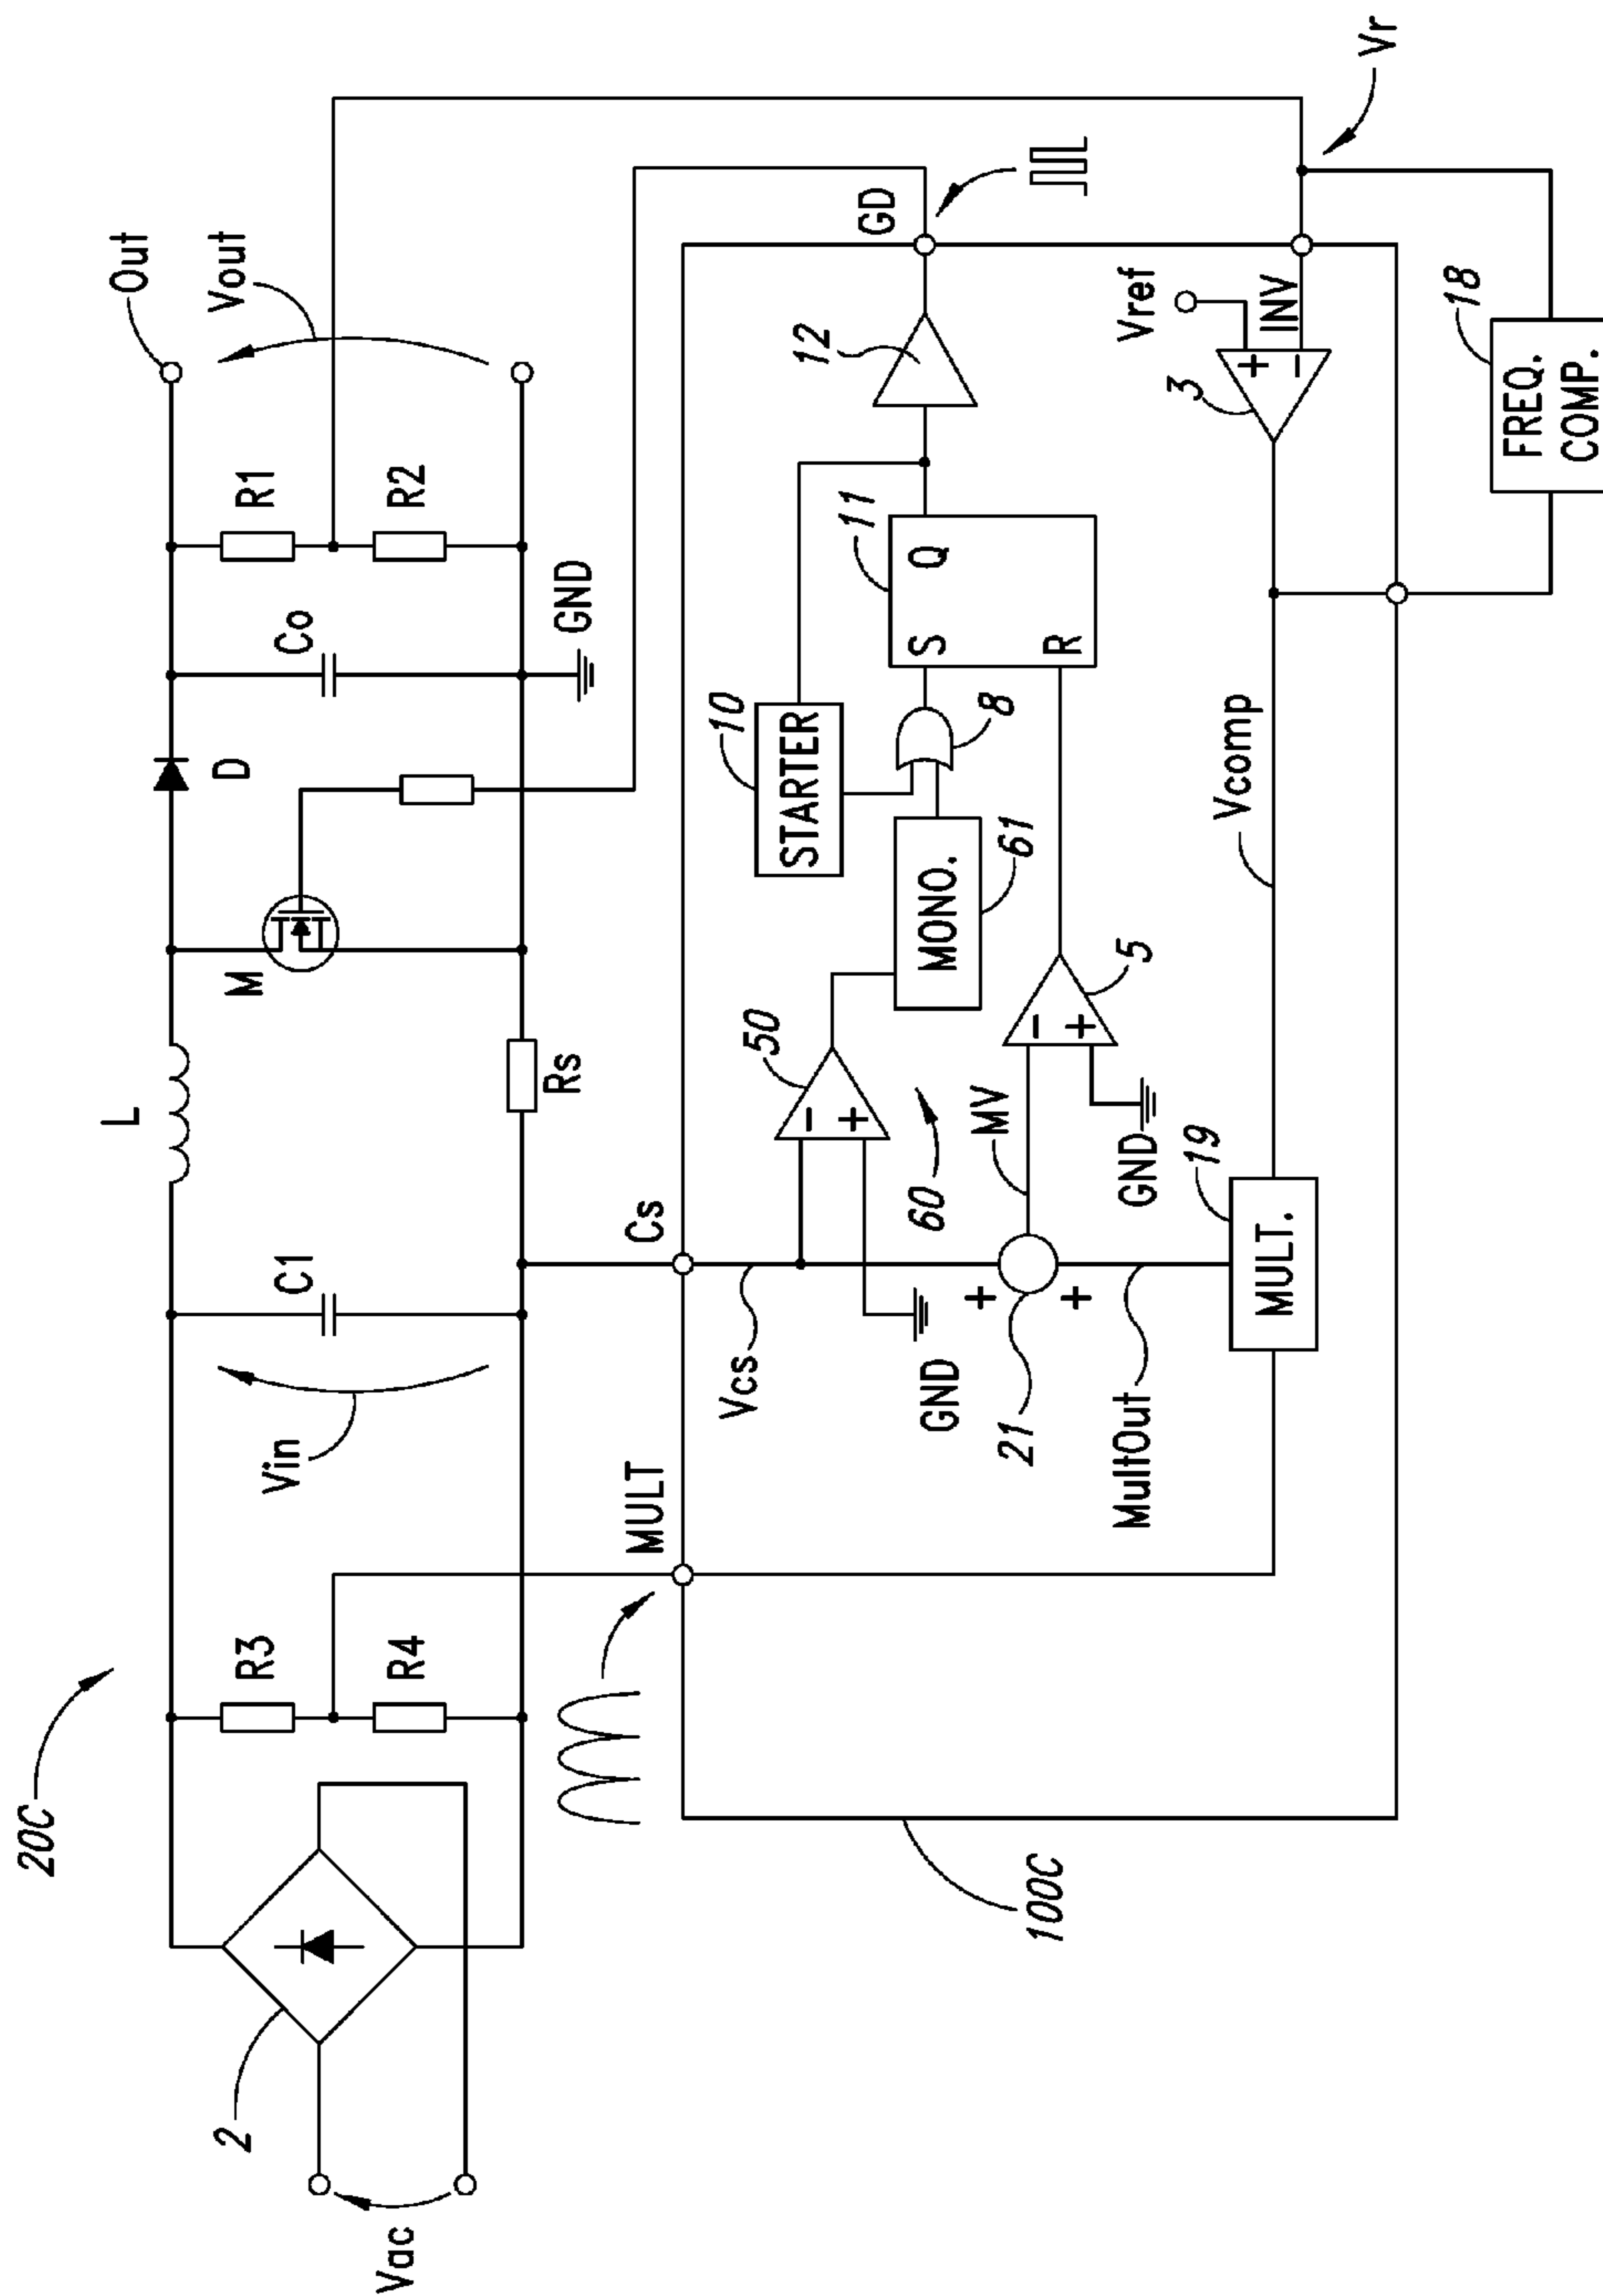 20C
Vac
2
R3
R4
Vin
C1
L
Rs
M
D
Co
GND
R1
R2
Out
Vout
MULT
Cs
Vcs
50
60
GND
21
MV
MultOut
MONO.
61
STARTER
10
8
S
R
Q
11
12
GD
5
GND
MULT.
19
Vcomp
3
Vref
+
-
INV
Vr
FREQ.
COMP.
18
100C
-
+
-
+
+
+